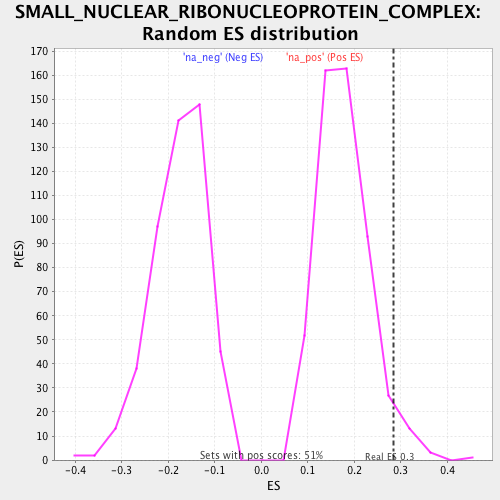 SMALL_NUCLEAR_RIBONUCLEOPROTEIN_COMPLEX:
Random ES distribution
'na_neg' (Neg ES) 'na_pos' (Pos ES)
170
160
150
140
130
120
110
100
90
80
70
60
50
40
30
20
10
0
P(ES)
Sets with pos scores: 51%
Real ES 0.3
-0.4 -0.3 -0.2 -0.1 0.0 0.1 0.2 0.3 0.4
ES